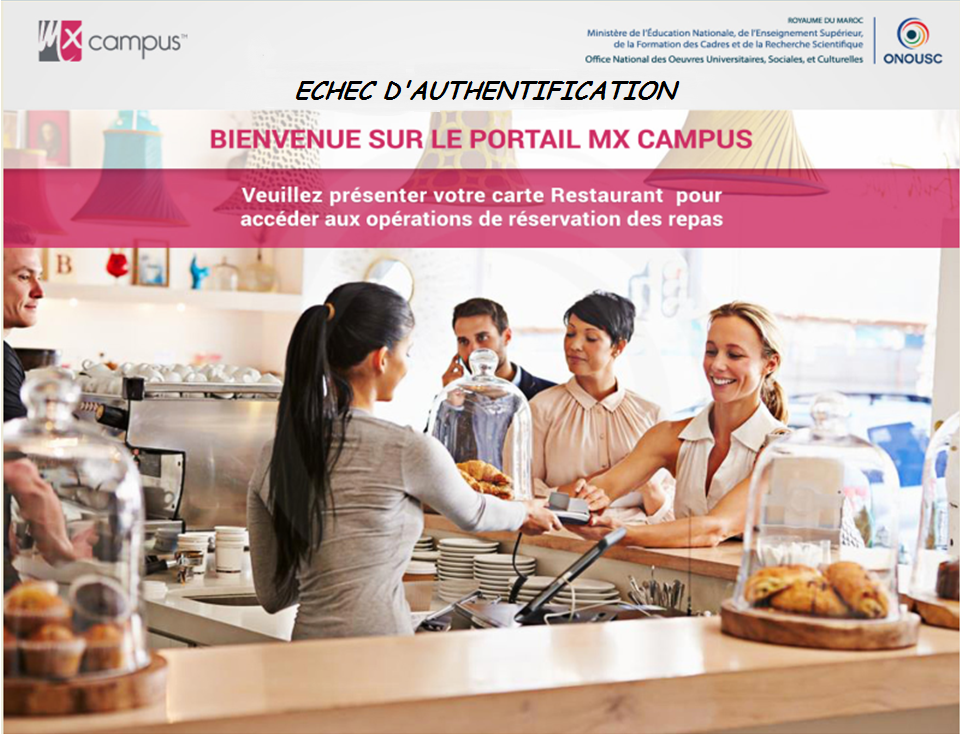 Mx campus™
ROYAUME DU MAROC
Ministère de l'Éducation Nationale, de l'Enseignement Supérieur,
de la Formation des Cadres et de la Recherche Scientifique
Office National des Oeuvres Universitaires, Sociales, et Culturelles
ONOUSC
ECHEC D'AUTHENTIFICATION
BIENVENUE SUR LE PORTAIL MX CAMPUS
Veuillez présenter votre carte Restaurant pour
accéder aux opérations de réservation des repas
B